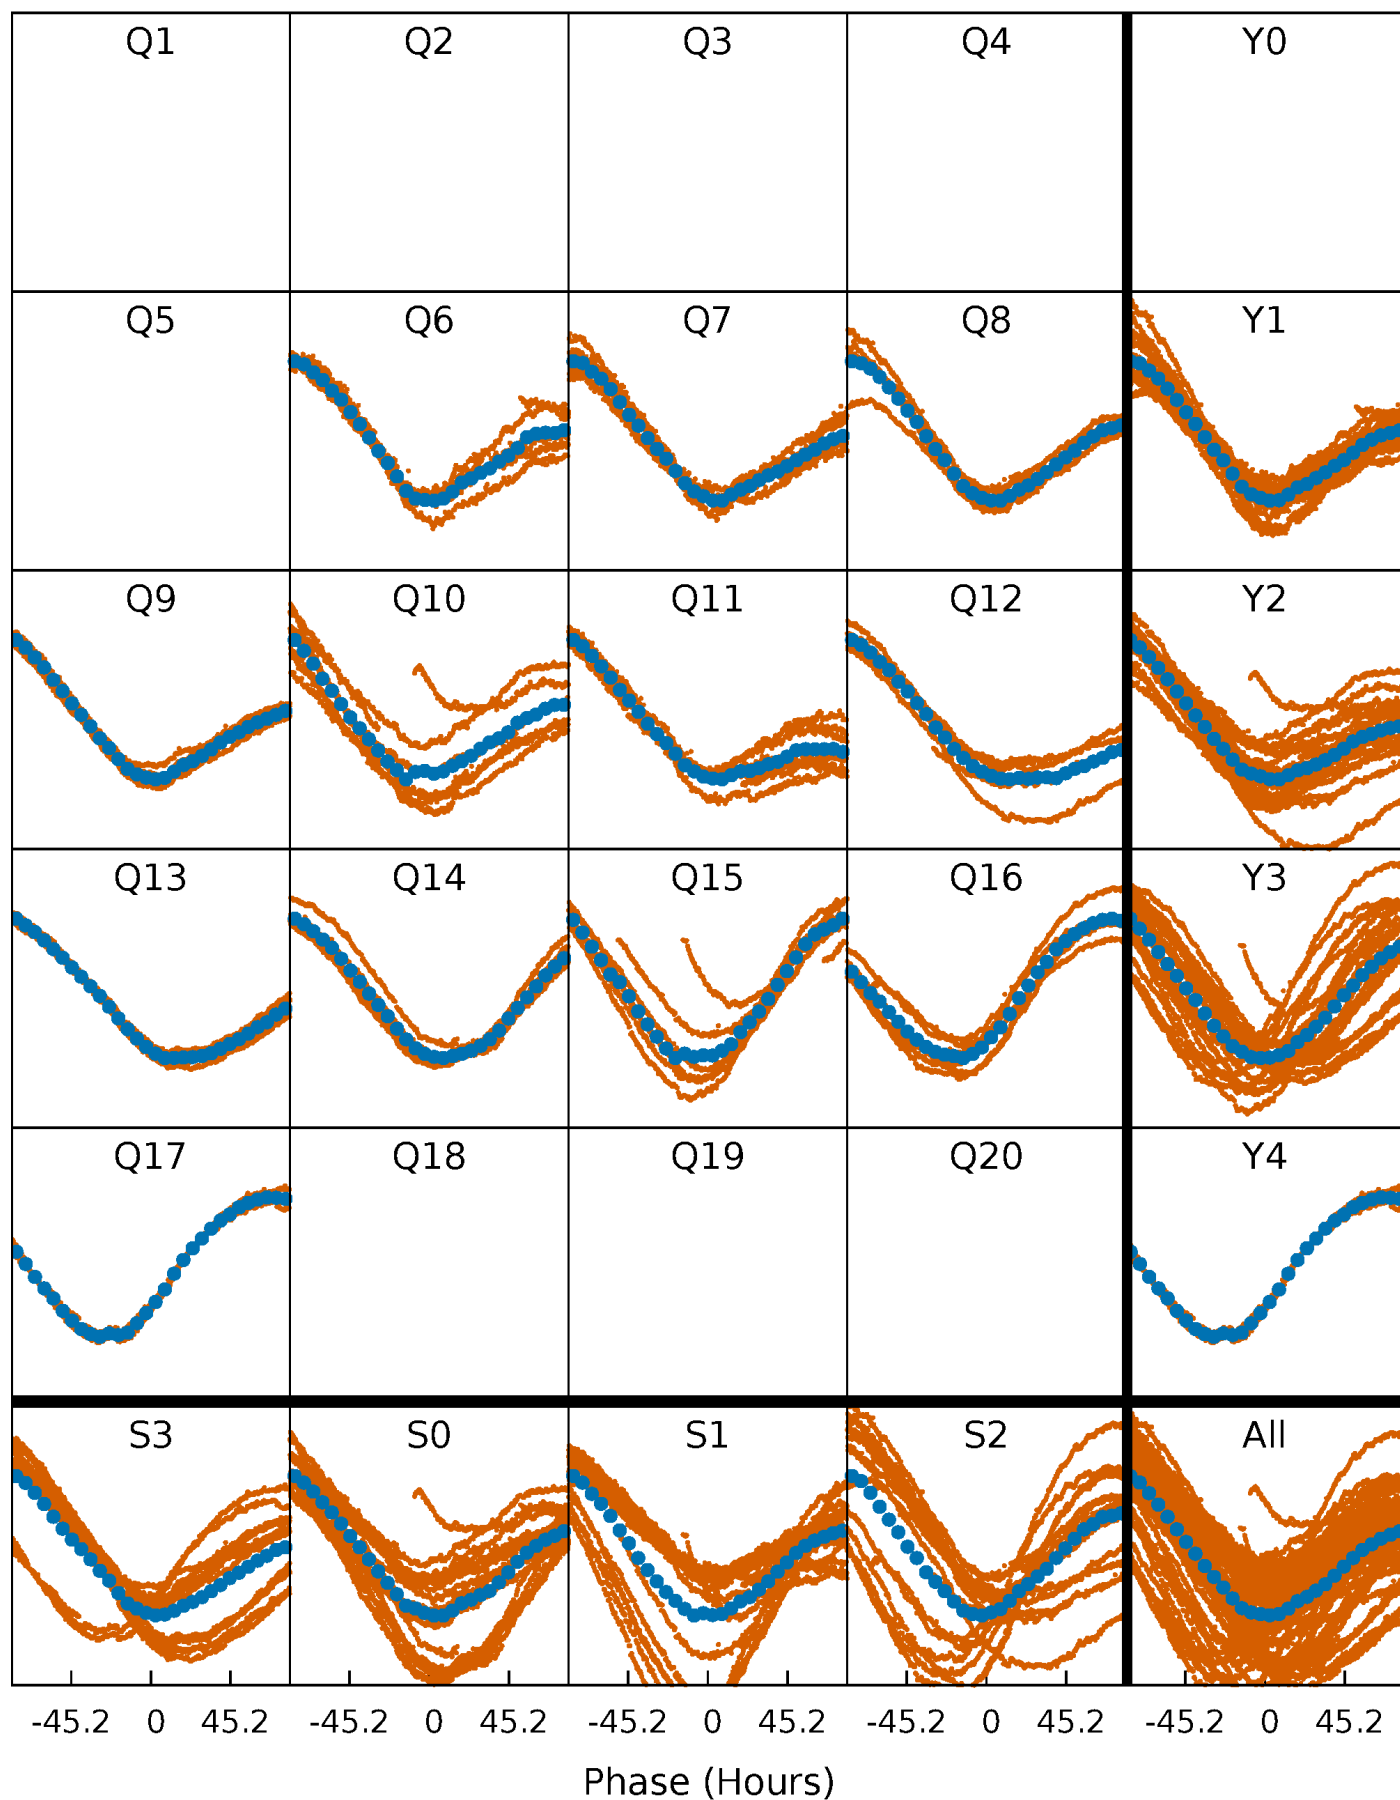 Q1 Q2 Q3 Q4 Y0
Q5 Q6 Q7 Q8 Y1
Q9 Q10 Q11 Q12 Y2
Q13 Q14 Q15 Q16 Y3
Q17 Q18 Q19 Q20 Y4
S3 S0 S1 S2 All
-45.2 0 45.2 -45.2 0 45.2 -45.2 0 45.2 -45.2 0 45.2 -45.2 0 45.2
Phase (Hours)